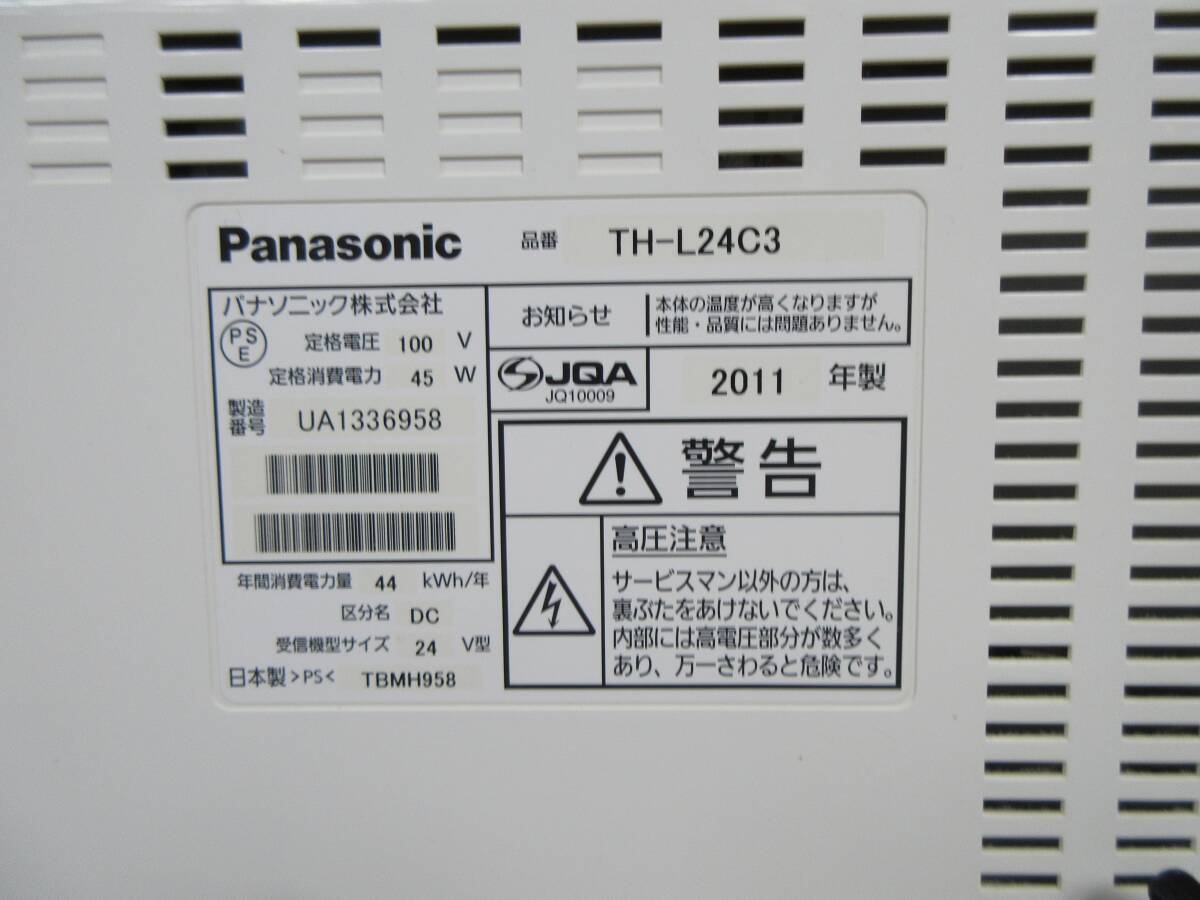 Panasonic
品番 TH-L24C3
パナソニック株式会社
PS
E
定格電圧 100 V
定格消費電力 45 W
製造
番号
UA1336958
お知らせ
本体の温度が高くなりますが
性能・品質には問題ありません。
JQA
JQ10009
2011 年製
警告
高圧注意
サービスマン以外の方は、
裏ぶたをあけないでください。
内部には高電圧部分が数多く
あり、万一さわると危険です。
年間消費電力量 44 kWh/年
区分名 DC
受信機型サイズ 24 V型
日本製 >PS< TBMH958